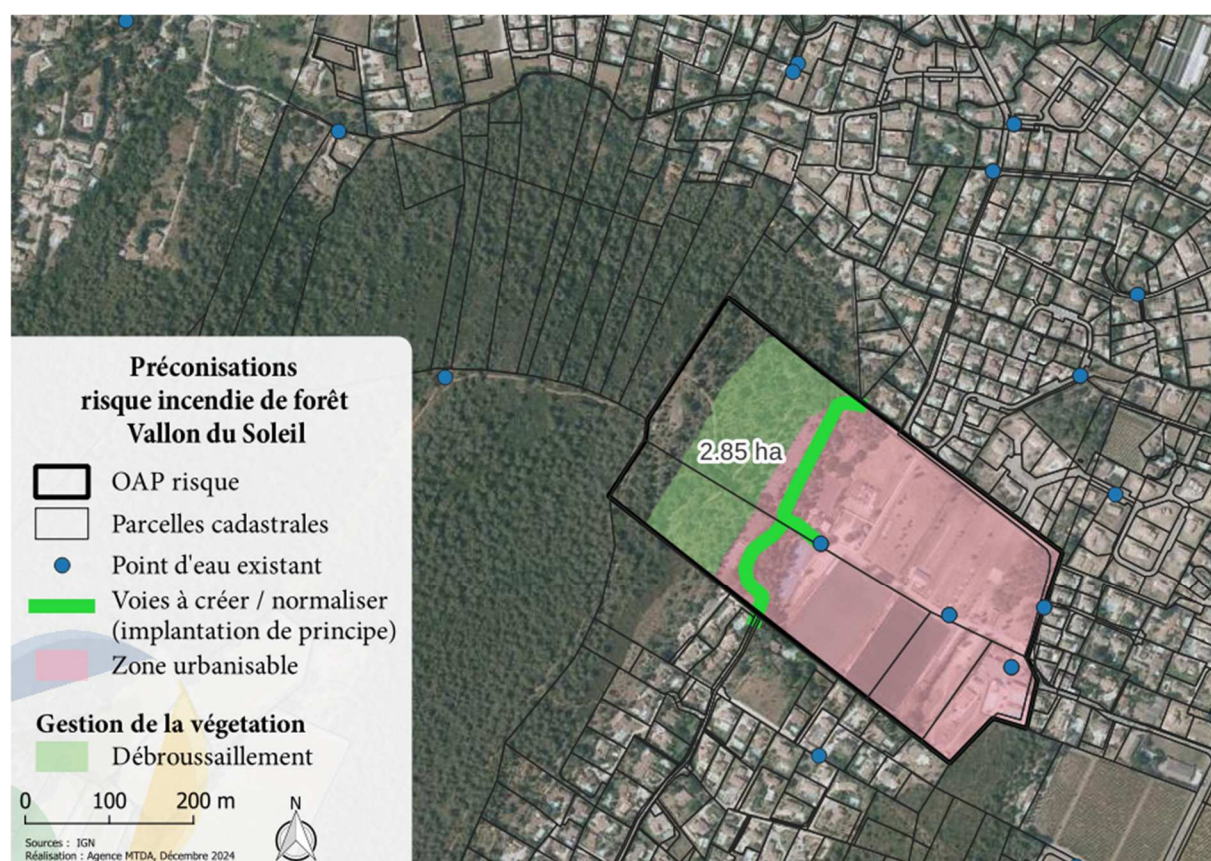 2.85 ha
Préconisations
risque incendie de forêt
Vallon du Soleil
OAP risque
Parcelles cadastrales
Point d'eau existant
Voies à créer / normaliser
(implantation de principe)
Zone urbanisable
Gestion de la végetation
Débroussaillement
0 100 200 m
N
Sources : IGN
Réalisation : Agence MTDA, Décembre 2024